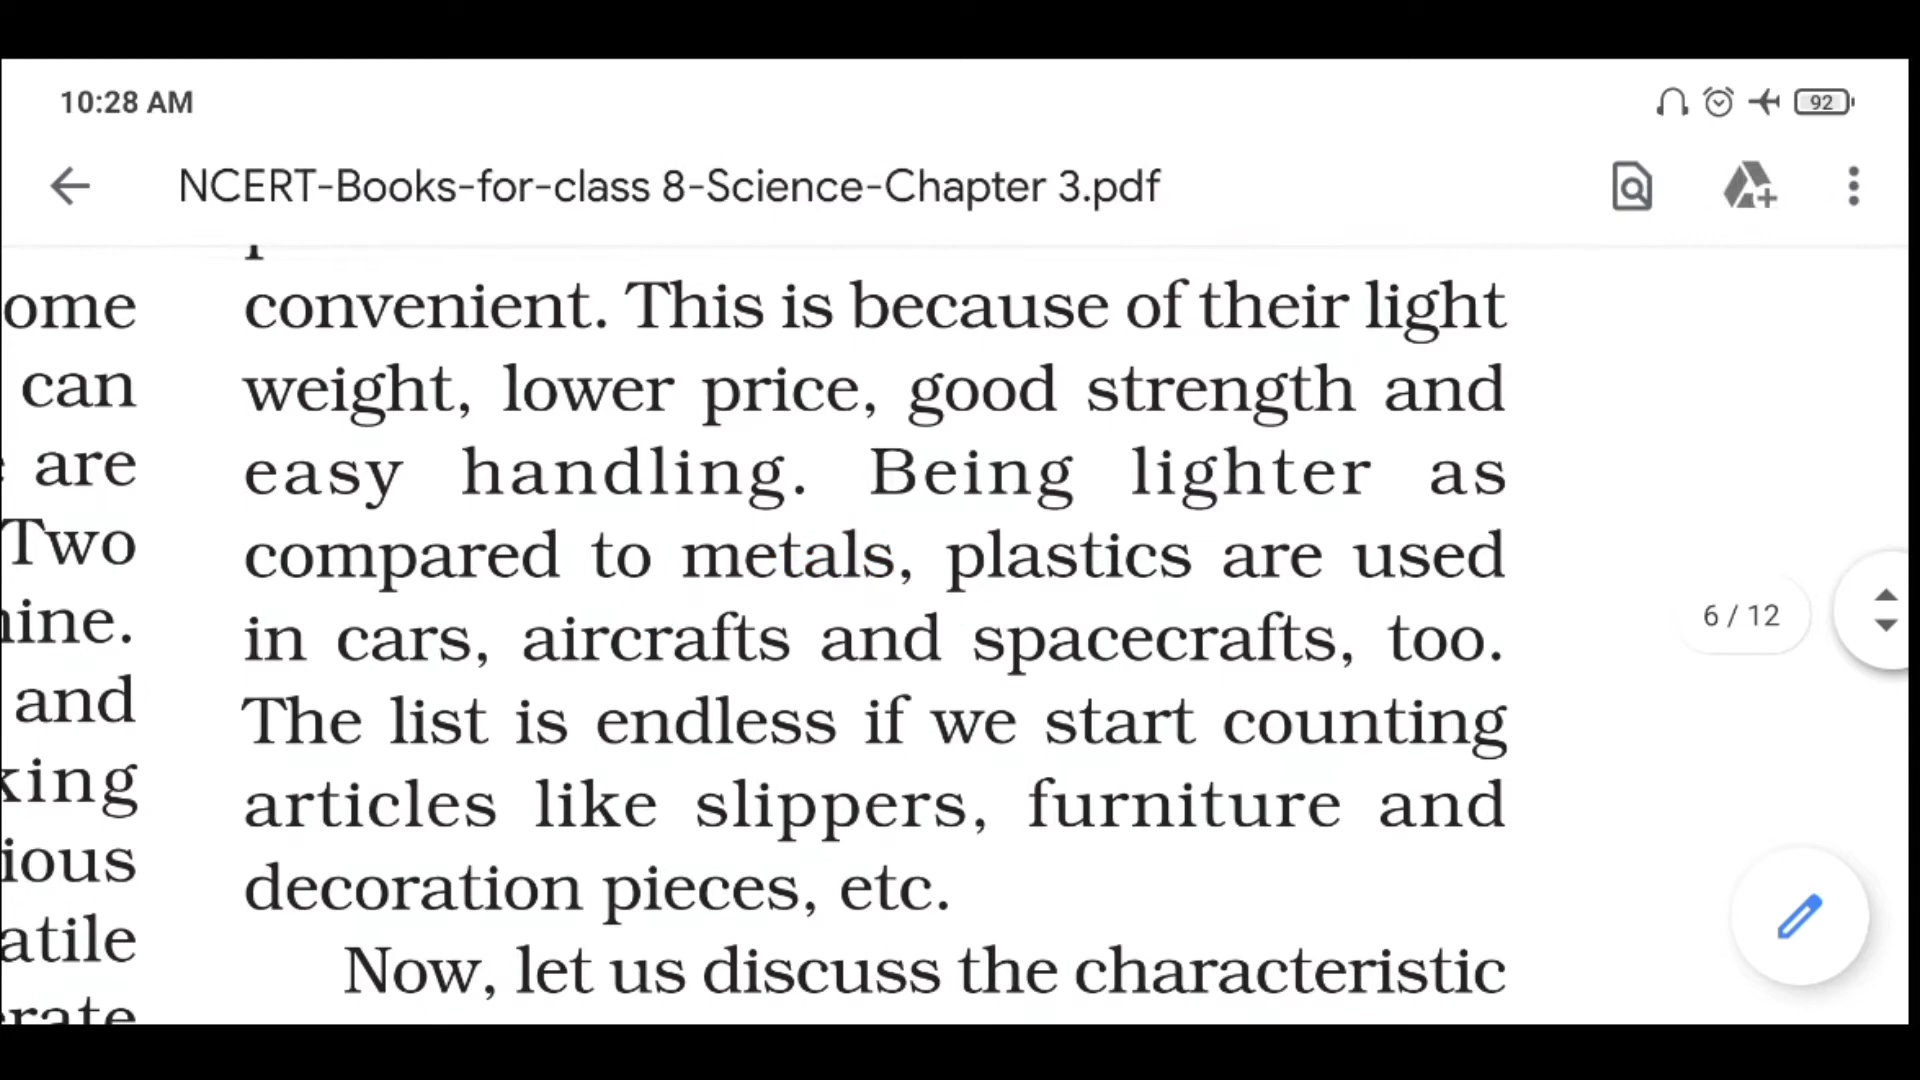 10:28 AM
92
NCERT-Books-for-class 8-Science-Chapter 3.pdf
ome
can
are
Two
and
convenient. This is because of their light
weight, lower price, good strength and
easy handling. Being lighter as
compared to metals, plastics are used
in cars, aircrafts and spacecrafts, too.
The list is endless if we start counting
articles like slippers, furniture and
decoration pieces, etc.
Now, let us discuss the characteristic
6 / 12